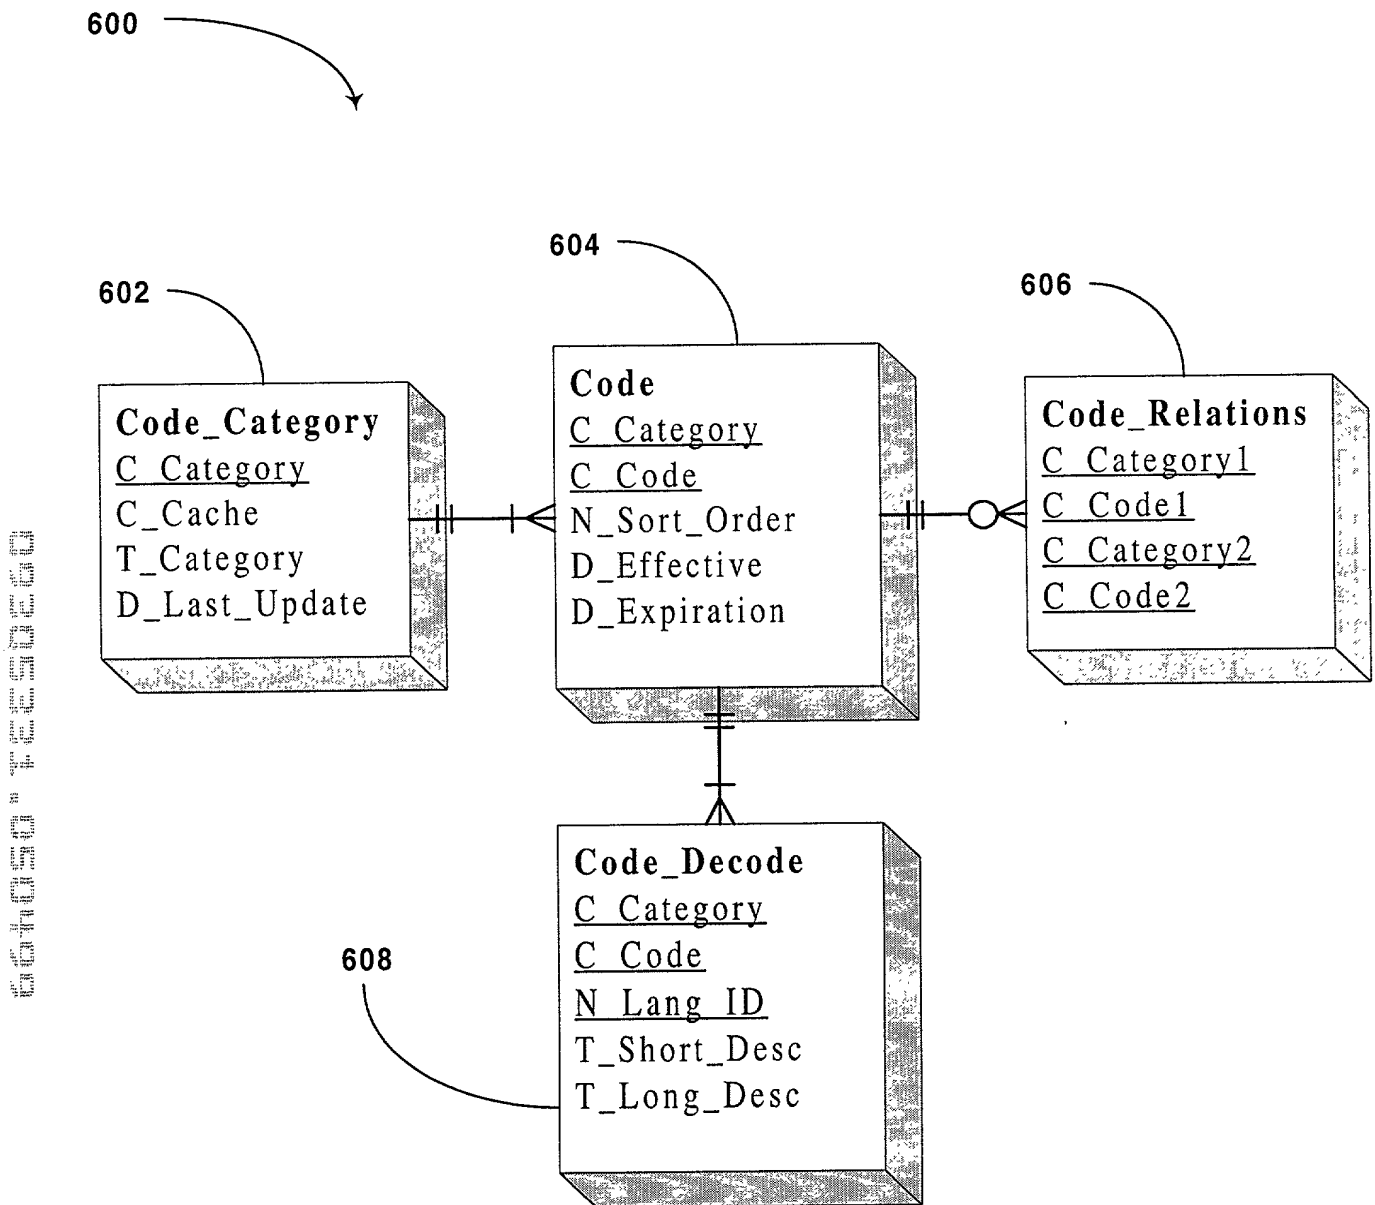 600
604
602
606
Code_Category
C_Category
C_Cache
T_Category
D_Last_Update
Code
C_Category
C_Code
N_Sort_Order
D_Effective
D_Expiration
Code_Relations
C_Category1
C_Code1
C_Category2
C_Code2
608
Code_Decode
C_Category
C_Code
N_Lang_ID
T_Short_Desc
T_Long_Desc